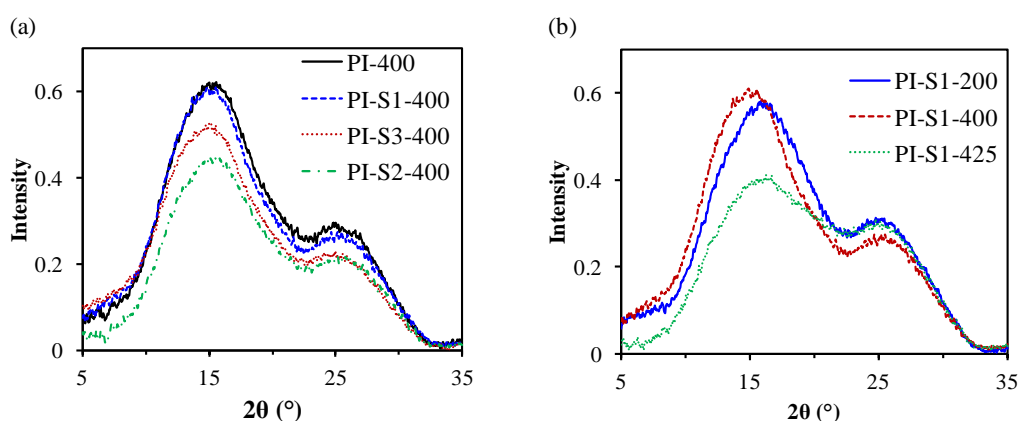 (a)
PI-400
PI-S1-400
PI-S3-400
PI-S2-400
0.6
0.4
0.2
0
5
15
25
35
Intensity
2θ (°)
(b)
PI-S1-200
PI-S1-400
PI-S1-425
0.6
0.4
0.2
0
5
15
25
35
Intensity
2θ (°)